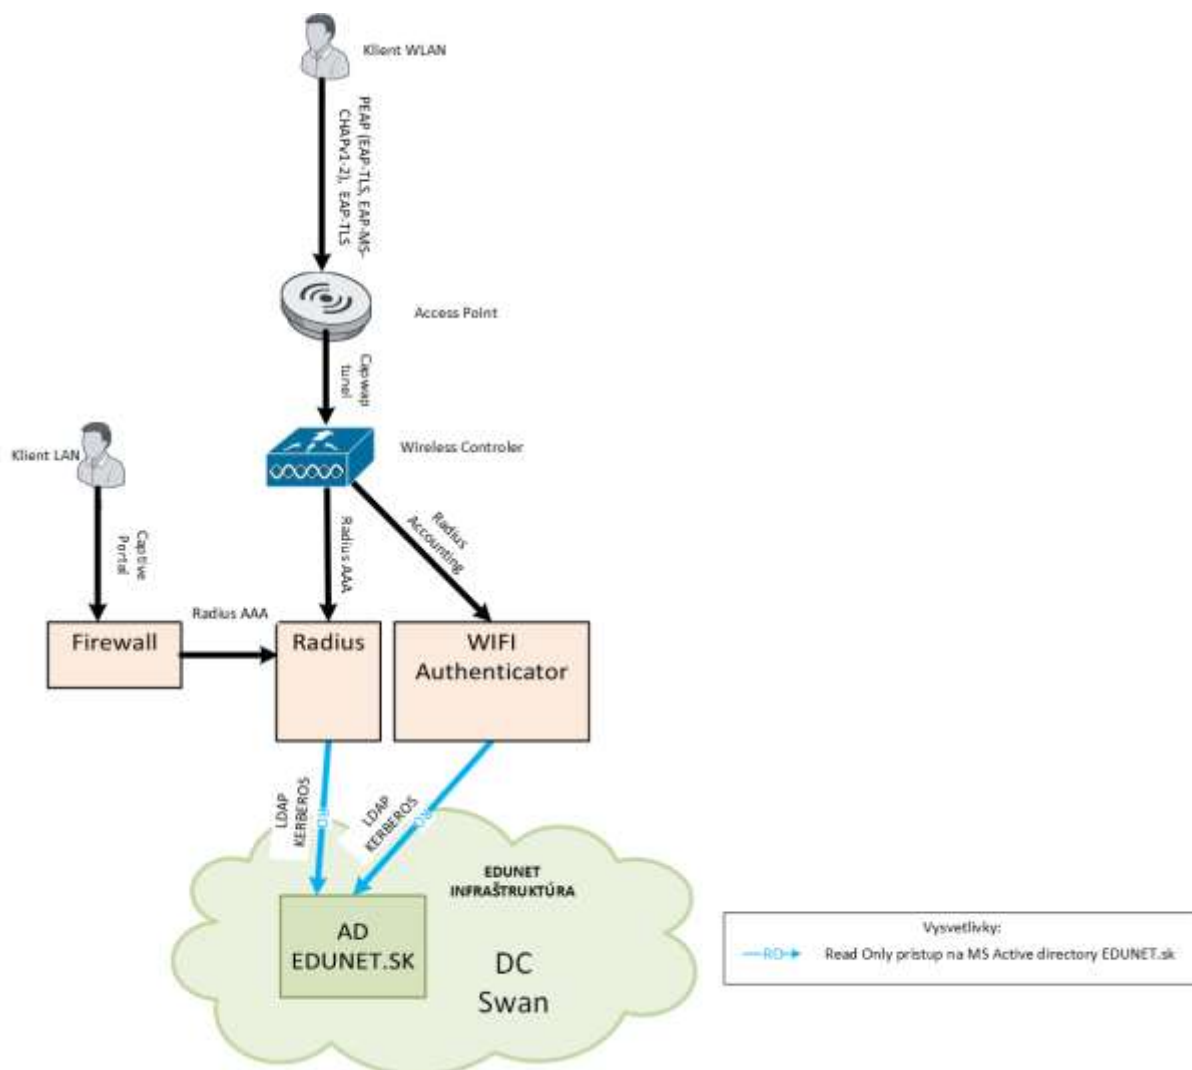 Klient WLAN
PEAP (EAP-TLS, EAP-MS-
CHAPv1-2), EAP-TLS
Access Point
Capwap
tunel
Wireless Controler
Klient LAN
Captive
Portal
Radius AAA
Radius
Accounting
Radius AAA
Firewall
Radius
WIFI
Authenticator
LDAP
KERBEROS
RO
LDAP
KERBEROS
RO
EDUNET
INFRAŠTRUKTÚRA
AD
EDUNET.SK
DC
Swan
Vysvetlivky:
RO
Read Only pristup na MS Active directory EDUNET.sk